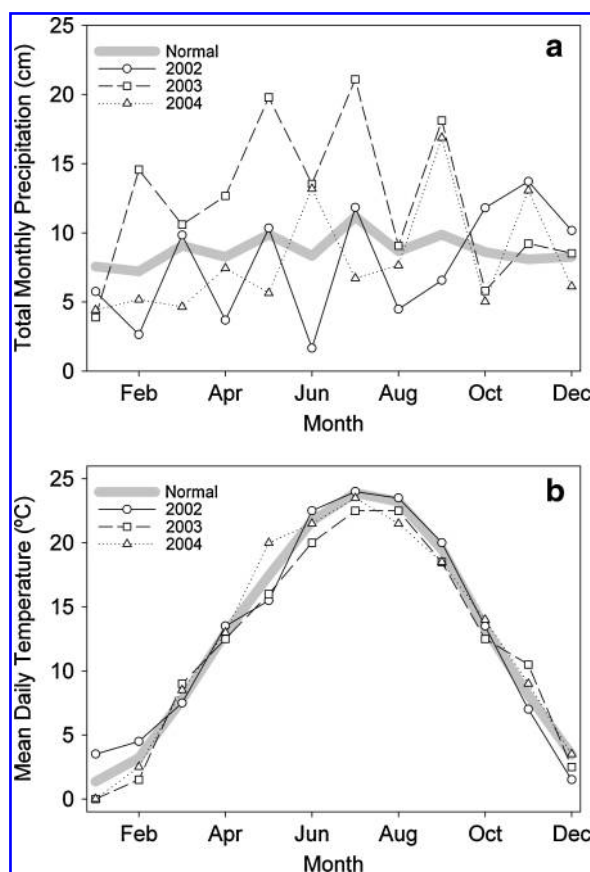 a
Total Monthly Precipitation (cm)
25
20
15
10
5
0
Normal
2002
2003
2004
Feb Apr Jun Aug Oct Dec
Month
b
Mean Daily Temperature (ºC)
25
20
15
10
5
0
Normal
2002
2003
2004
Feb Apr Jun Aug Oct Dec
Month